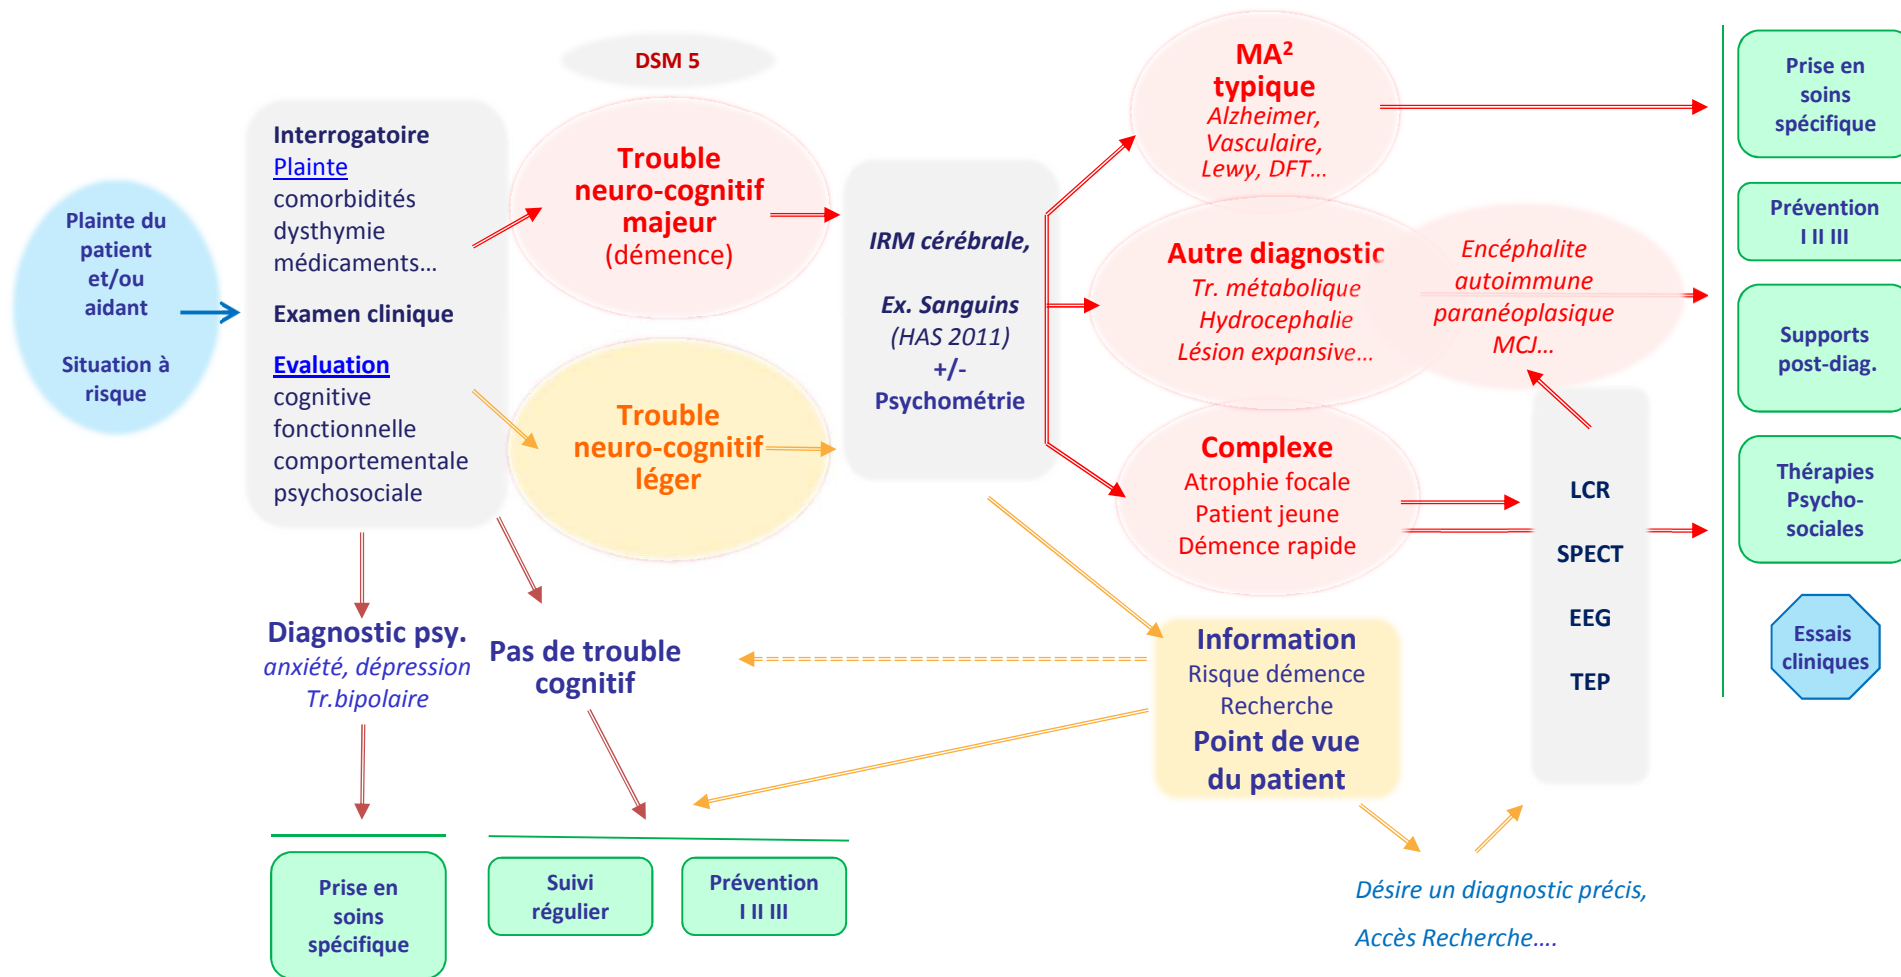 DSM 5
Plainte du
patient
et/ou
aidant
Situation à
risque
Interrogatoire
Plainte
comorbidités
dysthymie
médicaments…
Examen clinique
Evaluation
cognitive
fonctionnelle
comportementale
psychosociale
Trouble
neuro-cognitif
majeur
(démence)
Trouble
neuro-cognitif
léger
IRM cérébrale,
Ex. Sanguins
(HAS 2011)
+/-
Psychométrie
MA²
typique
Alzheimer,
Vasculaire,
Lewy, DFT…
Autre diagnostic
Tr. métabolique
Hydrocephalie
Lésion expansive…
Encéphalite
autoimmune
paranéoplasique
MCJ…
Complexe
Atrophie focale
Patient jeune
Démence rapide
LCR
SPECT
EEG
TEP
Prise en
soins
spécifique
Prévention
I II III
Supports
post-diag.
Thérapies
Psycho-
sociales
Essais
cliniques
Diagnostic psy.
anxiété, dépression
Tr.bipolaire
Pas de trouble
cognitif
Information
Risque démence
Recherche
Point de vue
du patient
Prise en
soins
spécifique
Suivi
régulier
Prévention
I II III
Désire un diagnostic précis,
Accès Recherche….